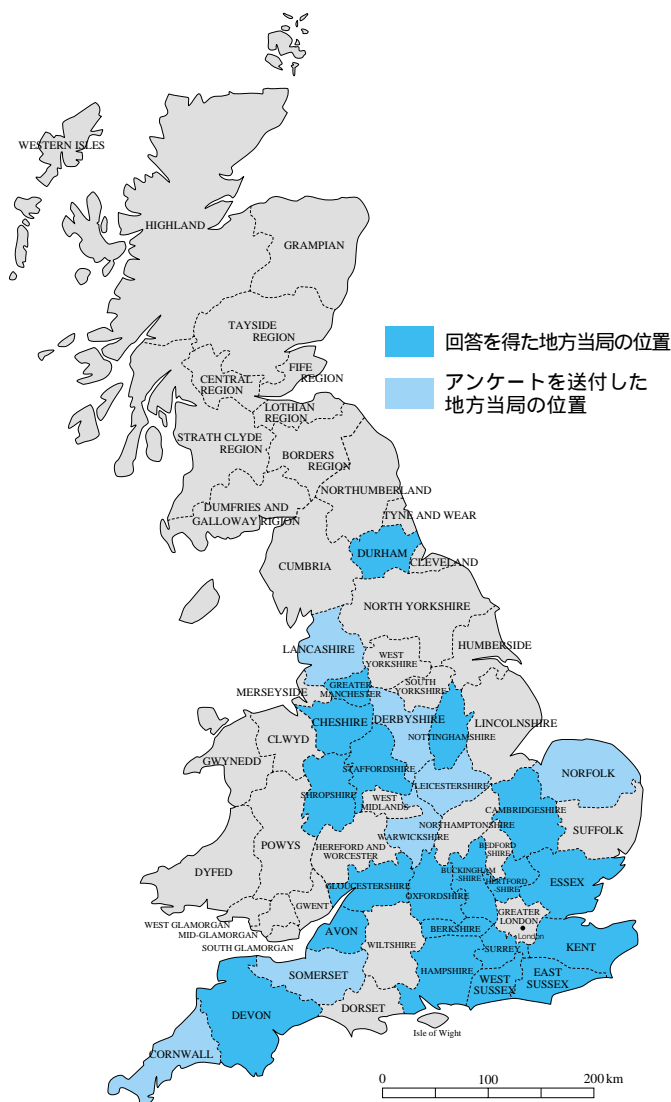 WESTERN ISLES
HIGHLAND
GRAMPIAN
TAYSIDE
REGION
FIFE
REGION
CENTRAL
REGION
LOTHIAN
REGION
STRATH CLYDE
REGION
BORDERS
REGION
DUMFRIES AND
GALLOWAY RIGION
NORTHUMBERLAND
TYNE AND WEAR
DURHAM
CLEVELAND
CUMBRIA
NORTH YORKSHIRE
LANCASHIRE
WEST
YORKSHIRE
HUMBERSIDE
GREATER
MANCHESTER
SOUTH
YORKSHIRE
MERSEYSIDE
CHESHIRE
DERBYSHIRE
NOTTINGHAMSHIRE
LINCOLNSHIRE
CLWYD
GWYNEDD
STAFFORDSHIRE
SHROPSHIRE
LEICESTERSHIRE
NORFOLK
WEST
MIDLANDS
CAMBRIDGESHIRE
NORTHAMPTONSHIRE
SUFFOLK
WARWICKSHIRE
POWYS
HEREFORD AND
WORCESTER
BEDFORD
SHIRE
DYFED
BUCKINGHAM
-SHIRE
HERTFORD
-SHIRE
ESSEX
GLOUCESTERSHIRE
OXFORDSHIRE
GWENT
GREATER
LONDON
London
WEST GLAMORGAN
MID-GLAMORGAN
SOUTH GLAMORGAN
AVON
WILTSHIRE
BERKSHIRE
SURREY
KENT
SOMERSET
HAMPSHIRE
WEST
SUSSEX
EAST
SUSSEX
DEVON
DORSET
Isle of Wight
CORNWALL
回答を得た地方当局の位置
アンケートを送付した
地方当局の位置
0 100 200km